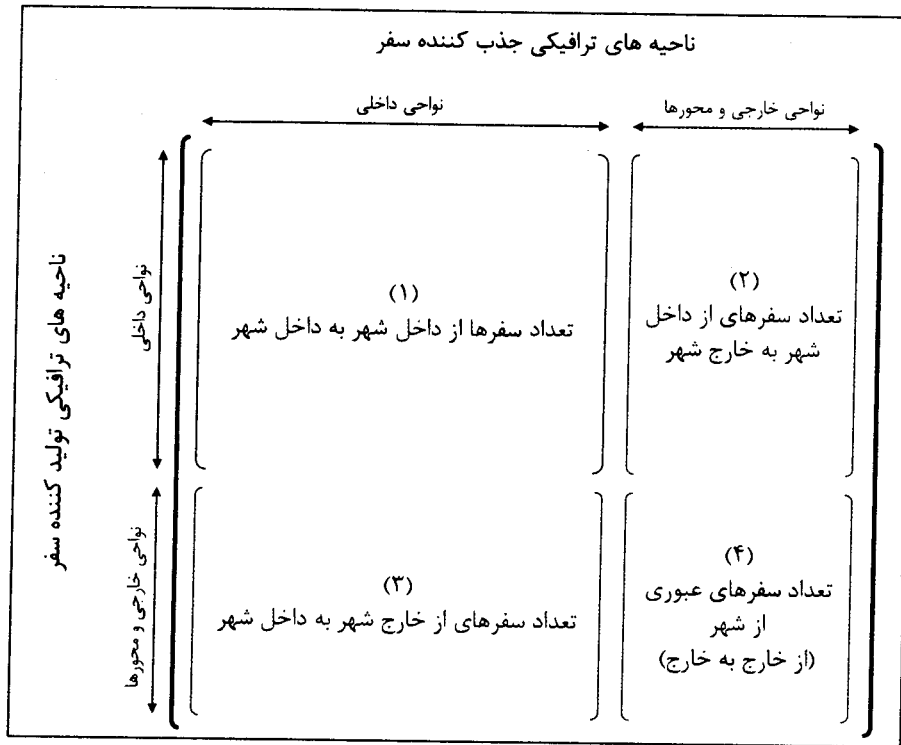 ناحیه های ترافیکی جذب کننده سفر
نواحی خارجی و محورها
نواحی داخلی
ناحیه های ترافیکی تولید کننده سفر
نواحی داخلی
(۱)
تعداد سفرها از داخل شهر به داخل شهر
(۲)
تعداد سفرهای از داخل
شهر به خارج شهر
نواحی خارجی و محورها
(۳)
تعداد سفرهای از خارج شهر به داخل شهر
(۴)
تعداد سفرهای عبوری
از شهر
(از خارج به خارج)